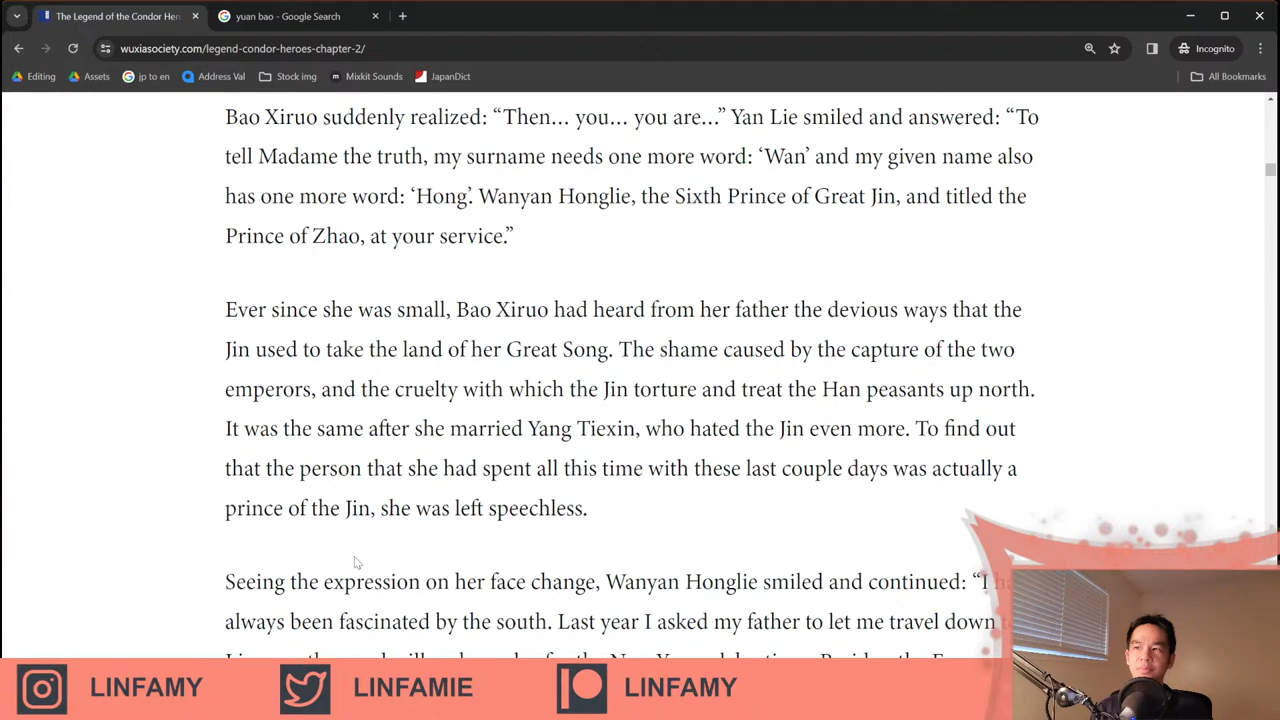 The Legend of the Condor Her
yuan bao - Google Search
wuxiasociety.com/legend-condor-heroes-chapter-2/
Incognito
Editing
Assets
jp to en
Address Val
Stock img
Mixkit Sounds
JapanDict
All Bookmarks
Bao Xiruo suddenly realized: “Then… you… you are…” Yan Lie smiled and answered: “To
tell Madame the truth, my surname needs one more word: ‘Wan’ and my given name also
has one more word: ‘Hong’. Wanyan Honglie, the Sixth Prince of Great Jin, and titled the
Prince of Zhao, at your service.”
Ever since she was small, Bao Xiruo had heard from her father the devious ways that the
Jin used to take the land of her Great Song. The shame caused by the capture of the two
emperors, and the cruelty with which the Jin torture and treat the Han peasants up north.
It was the same after she married Yang Tiexin, who hated the Jin even more. To find out
that the person that she had spent all this time with these last couple days was actually a
prince of the Jin, she was left speechless.
Seeing the expression on her face change, Wanyan Honglie smiled and continued: “I
always been fascinated by the south. Last year I asked my father to let me travel down
LINFAMY
LINFAMIE
LINFAMY